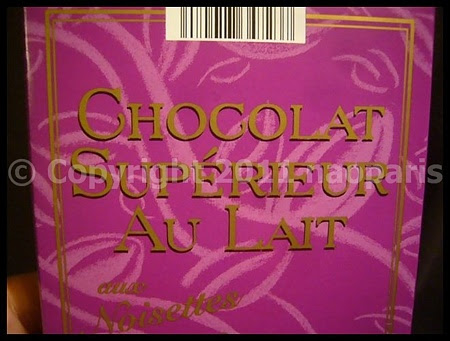 CHOCOLAT
SUPÉRIEUR
AU LAIT
aux
Noisettes